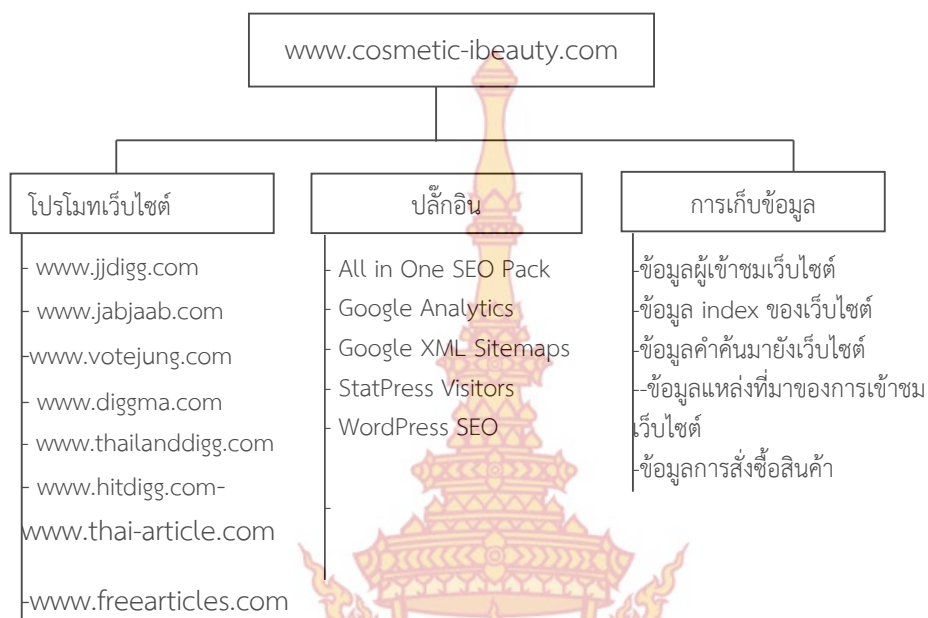 www.cosmetic-ibeauty.com
โปรโมทเว็บไซต์
- www.jjdigg.com
- www.jabjaab.com
-www.votejung.com
- www.diggma.com
- www.thailanddigg.com
- www.hitdigg.com-
www.thai-article.com
-www.freearticles.com
ปลั๊กอิน
- All in One SEO Pack
- Google Analytics
- Google XML Sitemaps
- StatPress Visitors
- WordPress SEO
-
การเก็บข้อมูล
-ข้อมูลผู้เข้าชมเว็บไซต์
-ข้อมูล index ของเว็บไซต์
-ข้อมูลคำค้นมายังเว็บไซต์
--ข้อมูลแหล่งที่มาของการเข้าชม
เว็บไซต์
-ข้อมูลการสั่งซื้อสินค้า